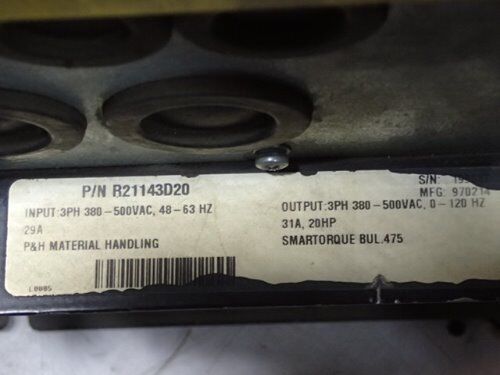 S/N:
P/N R21143D20
MFG: 970214
INPUT:3PH 380-500VAC, 48-63 HZ
OUTPUT:3PH 380-500VAC, 0-120 HZ
29A
31A, 20HP
P&H MATERIAL HANDLING
SMARTORQUE BUL.475